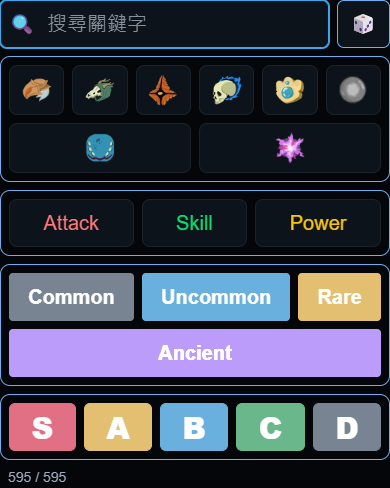 搜尋關鍵字
Attack Skill Power
Common Uncommon Rare
Ancient
S A B C D
595 / 595